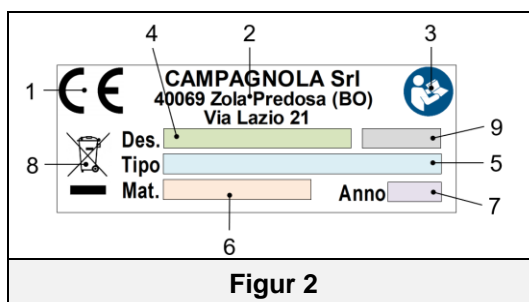 4 2 3
1 CE CAMPAGNOLA Srl
40069 Zola Predosa (BO)
Via Lazio 21
9
Des.
8 Tipo 5
Mat. Anno
7
6
Figur 2